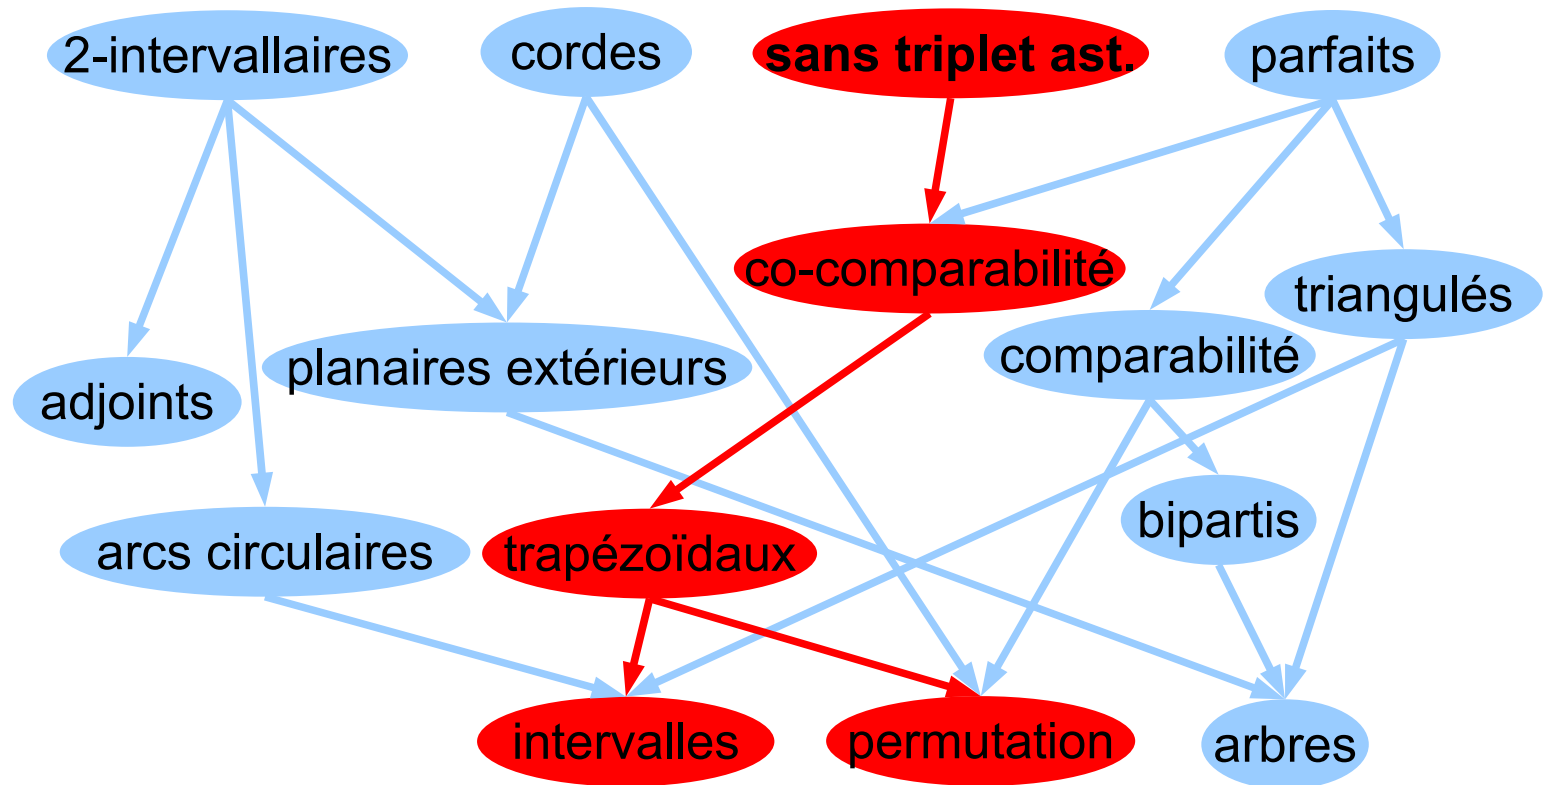 2-intervallaires
cordes
sans triplet ast.
parfaits
co-comparabilité
triangulés
comparabilité
planaires extérieurs
adjoints
bipartis
arcs circulaires
trapézoïdaux
intervalles
permutation
arbres